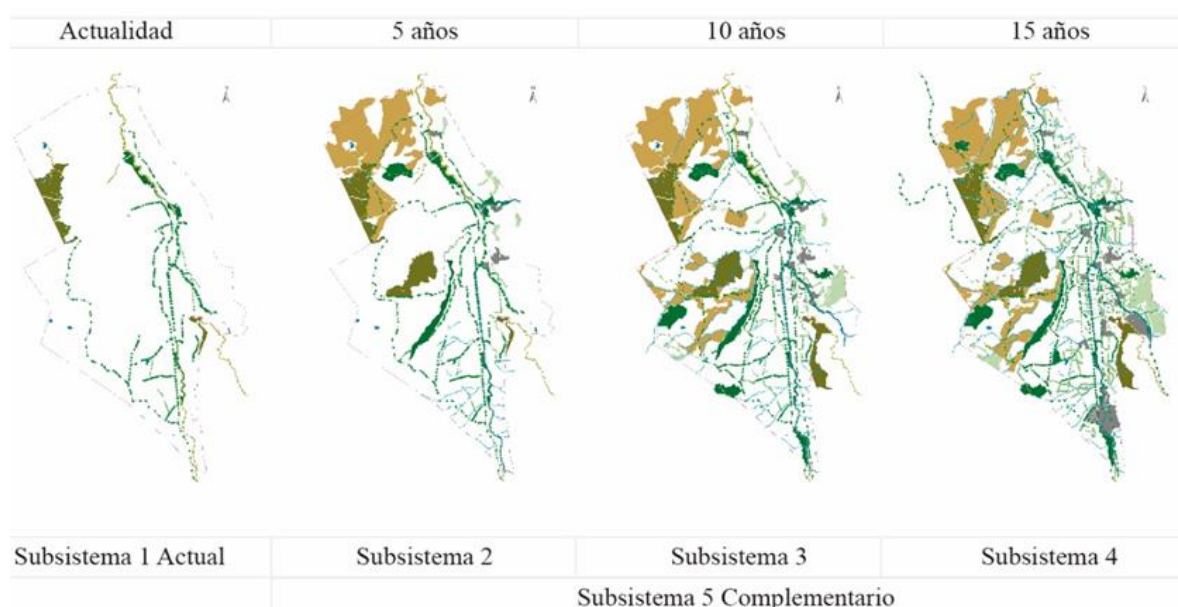 Actualidad
5 años
10 años
15 años
Subsistema 1 Actual
Subsistema 2
Subsistema 3
Subsistema 4
Subsistema 5 Complementario